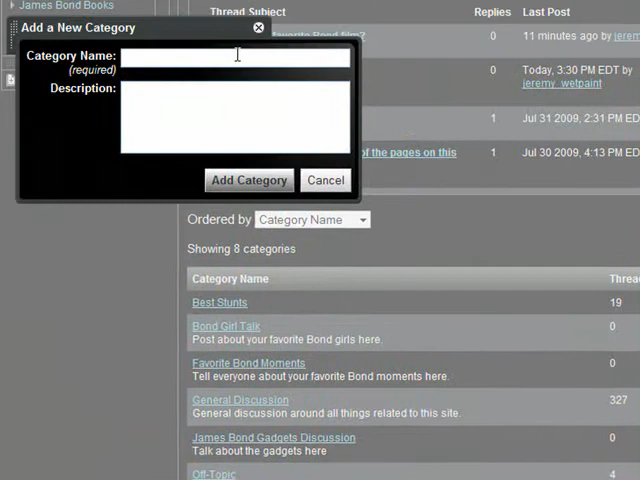 James Bond Books
Thread Subject Replies Last Post
Add a New Category
favorite Bond film? 0 11 minutes ago by
Category Name:
(required)
0 Today, 3:30 PM EDT by
jeremy_wetpaint
Description:
1 Jul 31 2009, 2:31 PM EDT
of the pages on this 1 Jul 30 2009, 4:13 PM EDT
Add Category Cancel
Ordered by Category Name
Showing 8 categories
Category Name
Best Stunts 19
Bond Girl Talk 0
Post about your favorite Bond girls here.
Favorite Bond Moments 0
Tell everyone about your favorite Bond moments here.
General Discussion 327
General discussion around all things related to this site.
James Bond Gadgets Discussion 0
Talk about the gadgets here
Off-Topic 4